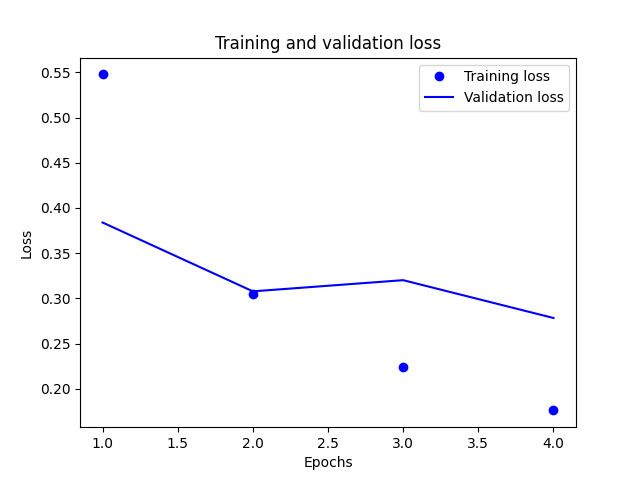 Training and validation loss
Training loss
Validation loss
0.55
0.50
0.45
0.40
0.35
0.30
0.25
0.20
Loss
1.0 1.5 2.0 2.5 3.0 3.5 4.0
Epochs